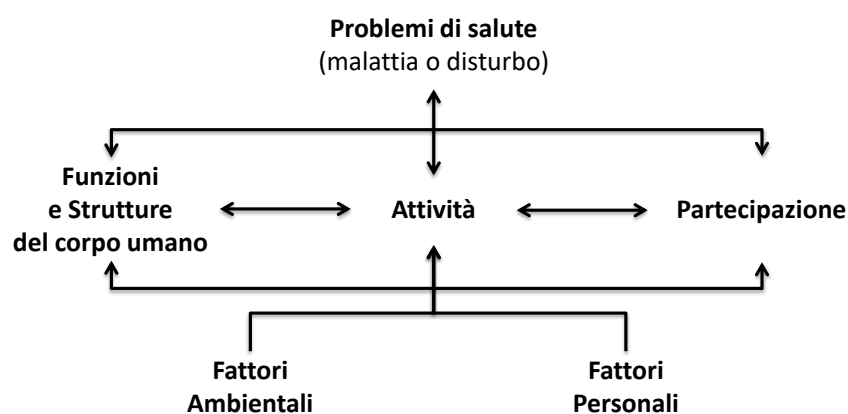 Problemi di salute
(malattia o disturbo)
Funzioni
e Strutture
del corpo umano
Attività
Partecipazione
Fattori
Ambientali
Fattori
Personali